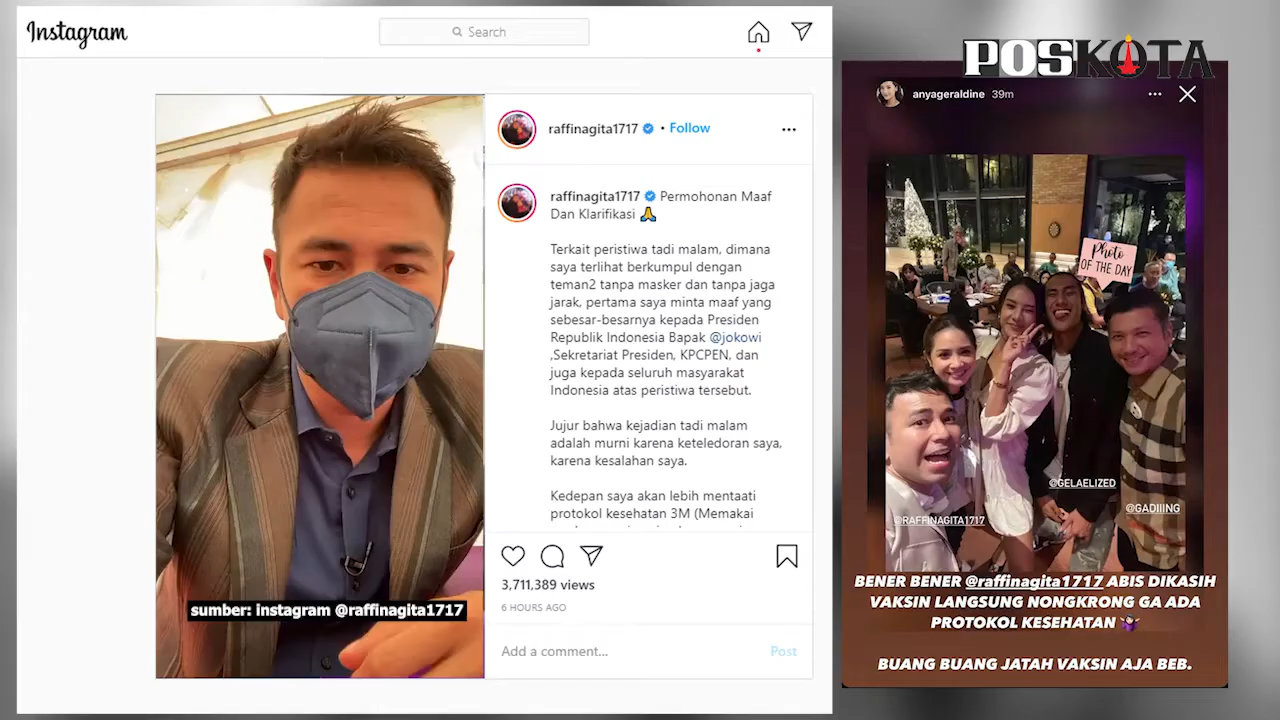 Instagram
Search
raffinagita1717 • Follow
raffinagita1717 Permohonan Maaf
Dan Klarifikasi 🙏
Terkait peristiwa tadi malam, dimana
saya terlihat berkumpul dengan
teman2 tanpa masker dan tanpa jaga
jarak, pertama saya minta maaf yang
sebesar-besarnya kepada Presiden
Republik Indonesia Bapak @jokowi
,Sekretariat Presiden, KPCPEN, dan
juga kepada seluruh masyarakat
Indonesia atas peristiwa tersebut.
Jujur bahwa kejadian tadi malam
adalah murni karena keteledoran saya,
karena kesalahan saya.
Kedepan saya akan lebih mentaati
protokol kesehatan 3M (Memakai
3,711,389 views
6 HOURS AGO
Add a comment...
Post
sumber: instagram @raffinagita1717
POSKOTA
anyageraldine 39m
Photo
OF THE DAY
@GELAELIZED
@GADIIING
@RAFFINAGITA1717
BENER BENER @raffinagita1717 ABIS DIKASIH
VAKSIN LANGSUNG NONGKRONG GA ADA
PROTOKOL KESEHATAN 🤷‍♀️
BUANG BUANG JATAH VAKSIN AJA BEB.